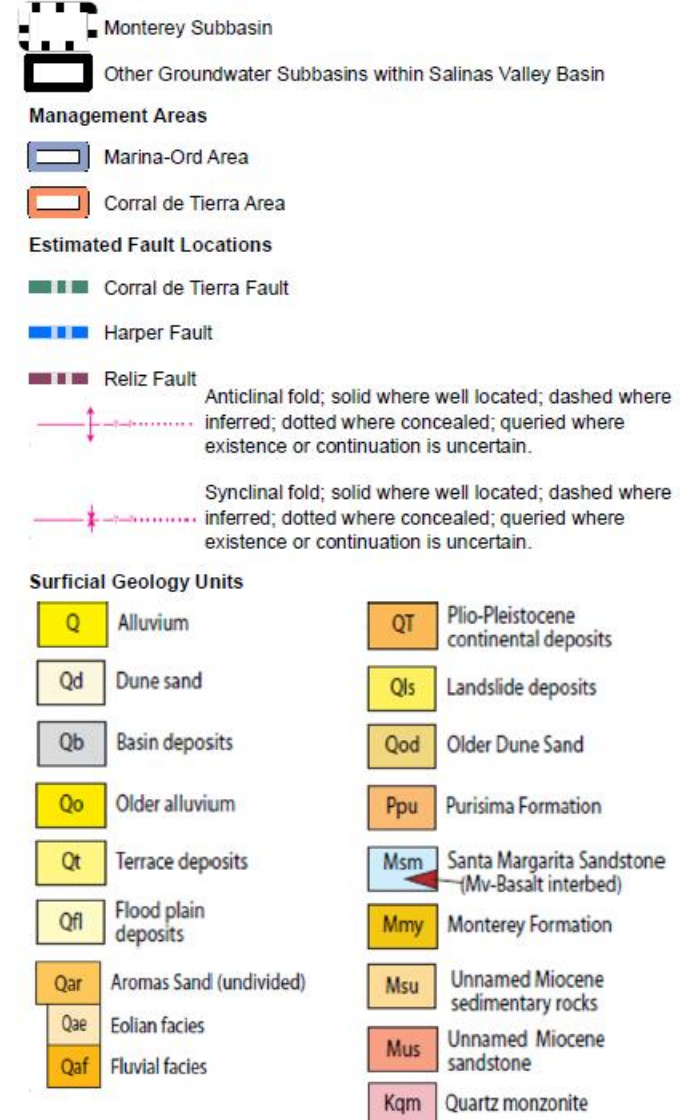 Monterey Subbasin
Other Groundwater Subbasins within Salinas Valley Basin
Management Areas
Marina-Ord Area
Corral de Tierra Area
Estimated Fault Locations
Corral de Tierra Fault
Harper Fault
Reliz Fault
Anticlinal fold; solid where well located; dashed where
inferred; dotted where concealed; queried where
existence or continuation is uncertain.
Synclinal fold; solid where well located; dashed where
inferred; dotted where concealed; queried where
existence or continuation is uncertain.
Surficial Geology Units
Q Alluvium
Qd Dune sand
Qb Basin deposits
Qo Older alluvium
Qt Terrace deposits
Qfl Flood plain
deposits
Qar Aromas Sand (undivided)
Qae Eolian facies
Qaf Fluvial facies
QT Plio-Pleistocene
continental deposits
Qls Landslide deposits
Qod Older Dune Sand
Ppu Purisima Formation
Msm Santa Margarita Sandstone
(Mv-Basalt interbed)
Mmy Monterey Formation
Msu Unnamed Miocene
sedimentary rocks
Mus Unnamed Miocene
sandstone
Kqm Quartz monzonite